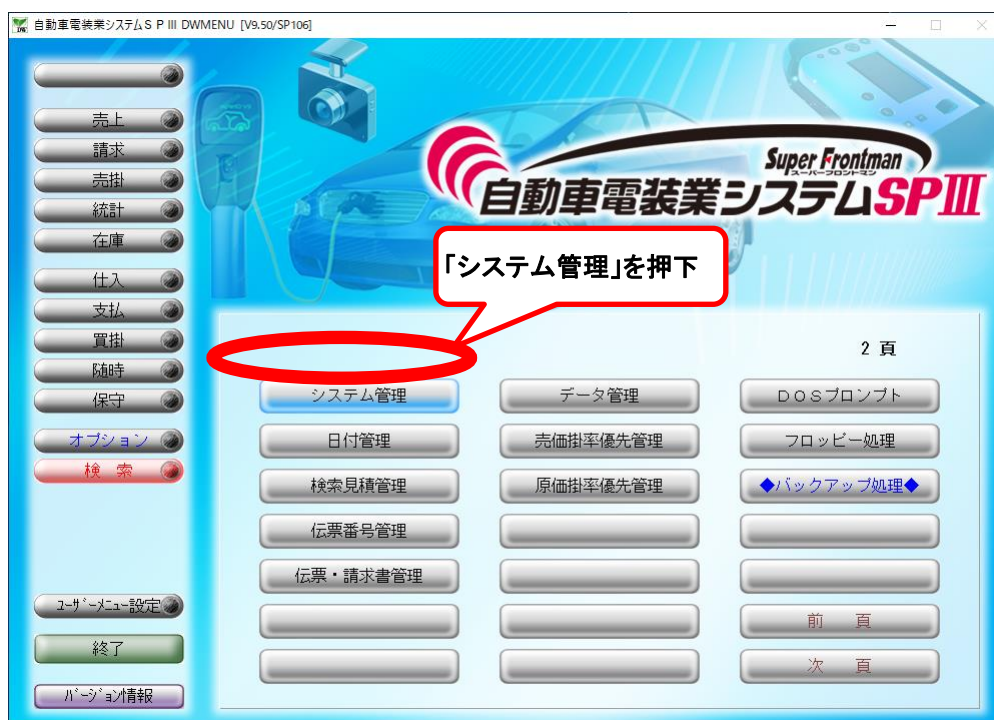 自動車電装業システムＳＰⅢ DWMENU [V9.50/SP106]
売上
請求
売掛
統計
在庫
仕入
支払
買掛
随時
保守
オプション
検 索
ﾕｰｻﾞｰﾒﾆｭｰ設定
終了
ﾊﾞｰｼﾞｮﾝ情報
Super Frontman
スーパーフロントマン
自動車電装業システムSPⅢ
「システム管理」を押下
2 頁
システム管理
データ管理
ＤＯＳプロンプト
日付管理
売価掛率優先管理
フロッピー処理
検索見積管理
原価掛率優先管理
◆バックアップ処理◆
伝票番号管理
伝票・請求書管理
前 頁
次 頁